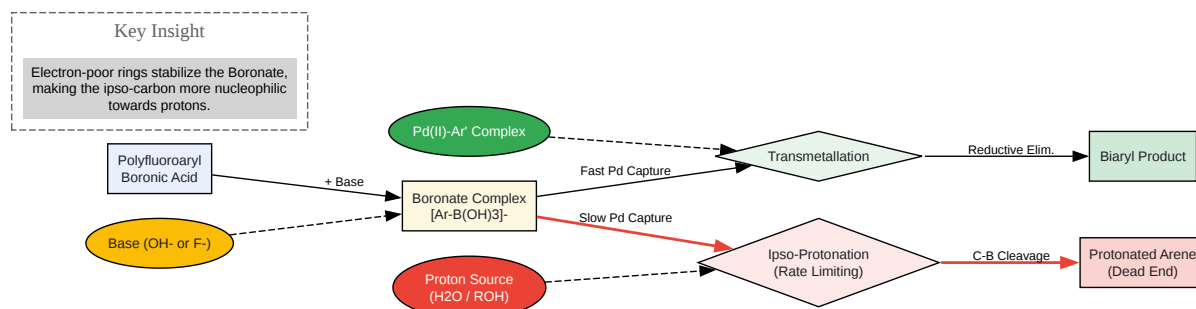 Key Insight
Electron-poor rings stabilize the Boronate,
making the ipso-carbon more nucleophilic
towards protons.
Polyfluoroaryl
Boronic Acid
Base (OH- or F-)
+ Base
Boronate Complex
[Ar-B(OH)3]-
Pd(II)-Ar' Complex
Fast Pd Capture
Slow Pd Capture
Proton Source
(H2O / ROH)
Transmetallation
Ipso-Protonation
(Rate Limiting)
Reductive Elim.
C-B Cleavage
Biaryl Product
Protonated Arene
(Dead End)